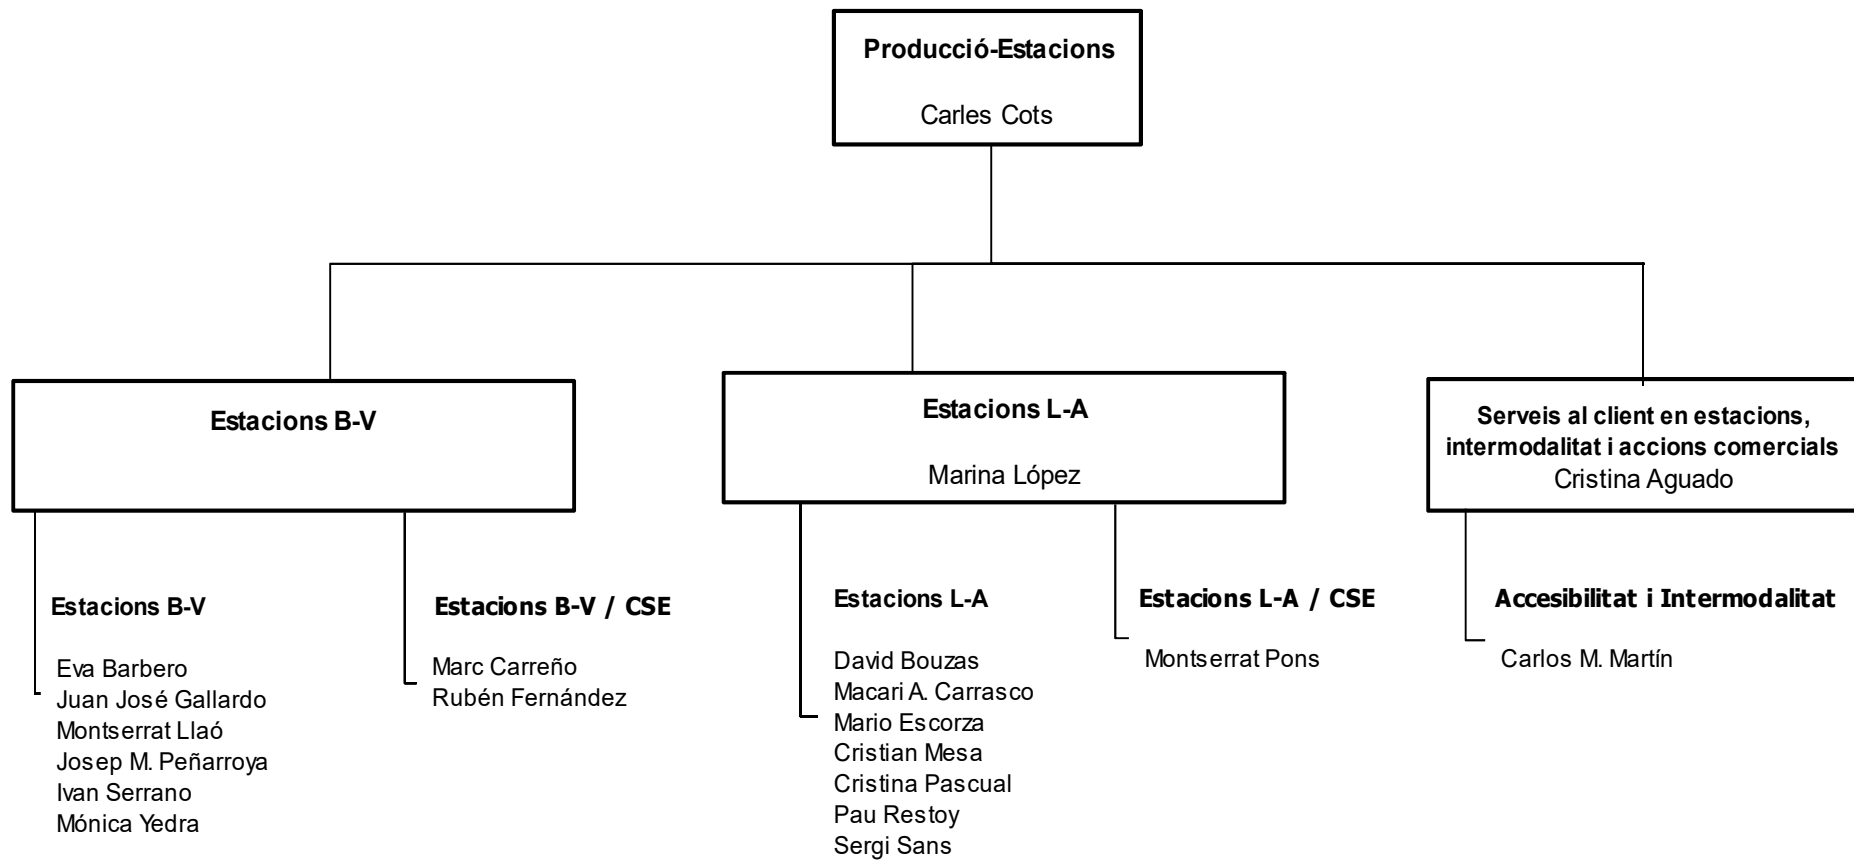 Producció-Estacions
Carles Cots
Estacions B-V
Estacions L-A
Marina López
Serveis al client en estacions,
intermodalitat i accions comercials
Cristina Aguado
Estacions B-V
Eva Barbero
Juan José Gallardo
Montserrat Llaó
Josep M. Peñarroya
Ivan Serrano
Mónica Yedra
Estacions B-V / CSE
Marc Carreño
Rubén Fernández
Estacions L-A
David Bouzas
Macari A. Carrasco
Mario Escorza
Cristian Mesa
Cristina Pascual
Pau Restoy
Sergi Sans
Estacions L-A / CSE
Montserrat Pons
Accesibilitat i Intermodalitat
Carlos M. Martín